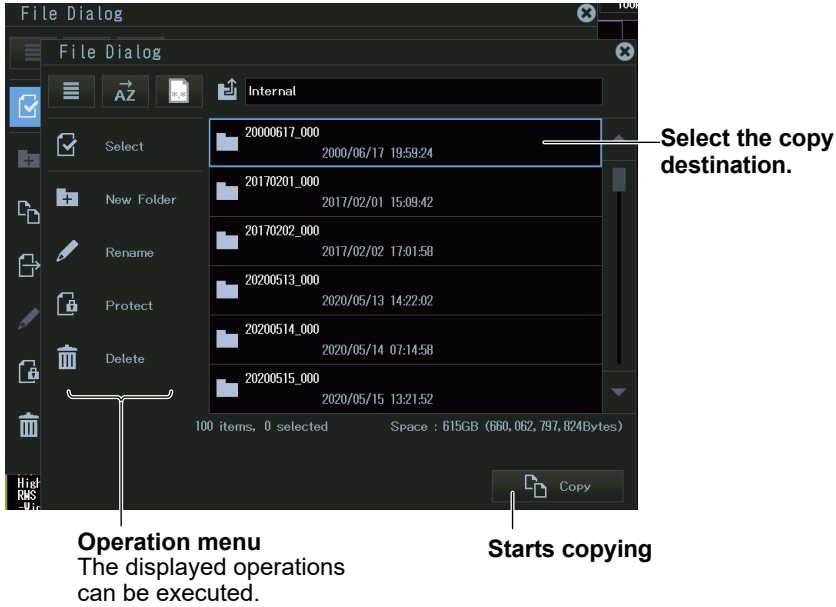 File Dialog
File Dialog
AZ
*.*
Internal
Select
20000617_000
2000/06/17 19:59:24
Select the copy
destination.
New Folder
20170201_000
2017/02/01 15:09:42
Rename
20170202_000
2017/02/02 17:01:58
Protect
20200513_000
2020/05/13 14:22:02
Delete
20200514_000
2020/05/14 07:14:58
20200515_000
2020/05/15 13:21:52
100 items, 0 selected
Space : 615GB (660,062,797,824Bytes)
Copy
RMS
Operation menu
The displayed operations
can be executed.
Starts copying